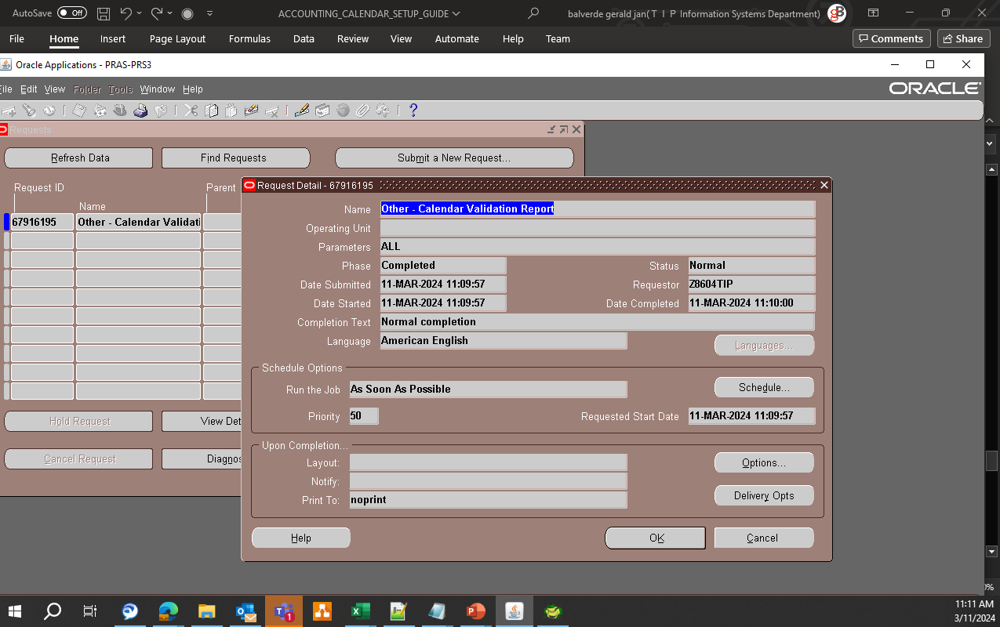 AutoSave Off ACCOUNTING_CALENDAR_SETUP_GUIDE balverde gerald jan( T I P Information Systems Department) gB
File Home Insert Page Layout Formulas Data Review View Automate Help Team Comments Share
Oracle Applications - PRAS-PRS3
ile Edit View Folder Tools Window Help ORACLE
Requests
Refresh Data Find Requests Submit a New Request...
Request ID Parent
Name
67916195 Other - Calendar Validati
Hold Request View Det
Cancel Request Diagnos
Request Detail - 67916195
Name Other - Calendar Validation Report
Operating Unit
Parameters ALL
Phase Completed Status Normal
Date Submitted 11-MAR-2024 11:09:57 Requestor Z8604TIP
Date Started 11-MAR-2024 11:09:57 Date Completed 11-MAR-2024 11:10:00
Completion Text Normal completion
Language American English Languages...
Schedule Options
Run the Job As Soon As Possible Schedule...
Priority 50 Requested Start Date 11-MAR-2024 11:09:57
Upon Completion...
Layout: Options...
Notify:
Print To: noprint Delivery Opts
Help OK Cancel
0%
1
11:11 AM
3/11/2024